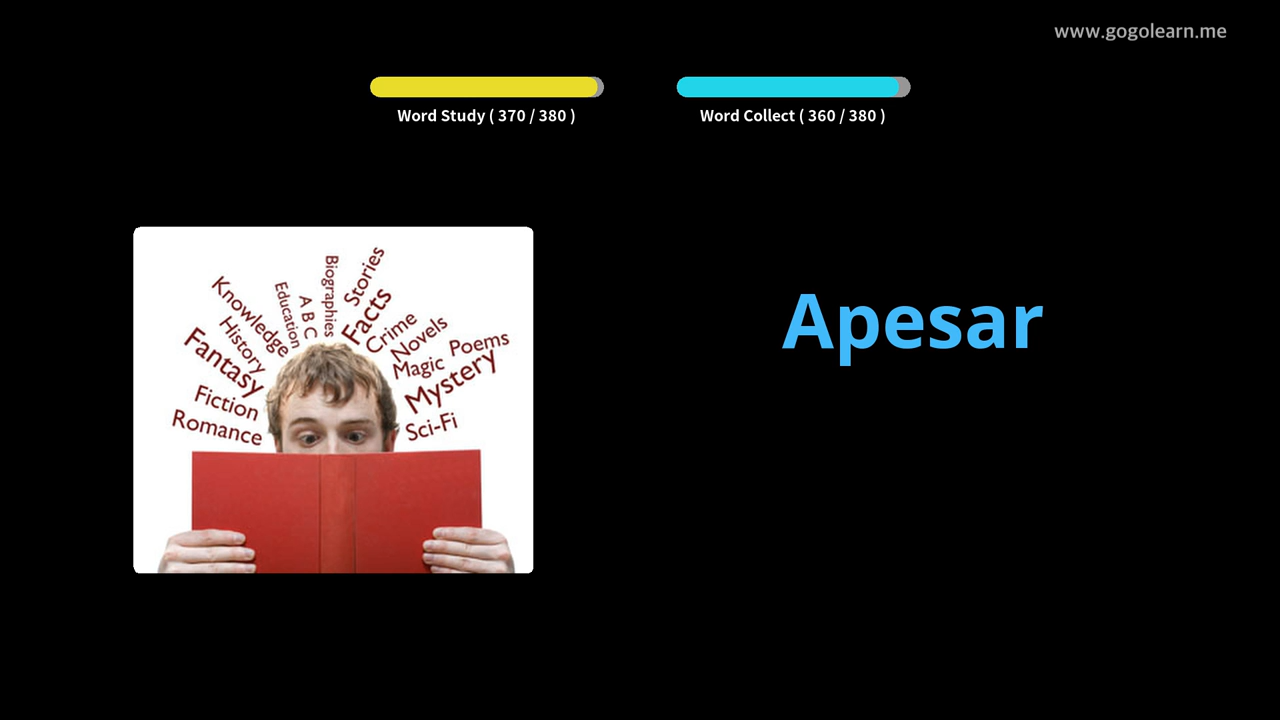 www.gogolearn.me
Word Study ( 370 / 380 )
Word Collect ( 360 / 380 )
Knowledge
Education
A B C
Biographies
Stories
Facts
History
Crime
Novels
Poems
Fantasy
Magic
Mystery
Fiction
Romance
Sci-Fi
Apesar